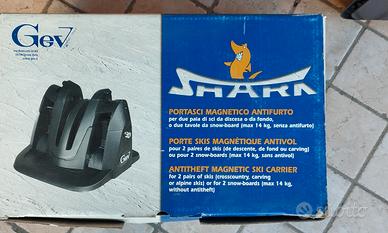 Gev
SHARK
PORTASCI MAGNETICO ANTIFURTO
per due paia di sci da discesa o da fondo,
o due tavole da snow-board (max 14 kg, senza antifurto)
PORTE SKIS MAGNÉTIQUE ANTIVOL
pour 2 paires de skis (de descente, de fond ou carving)
ou pour 2 snow-boards (max 14 kg, sans antivol)
ANTITHEFT MAGNETIC SKI CARRIER
for 2 pairs of skis (crosscountry, carving
or alpine skis) or for 2 snow-boards (max 14 kg,
without antitheft)
Gev
subito